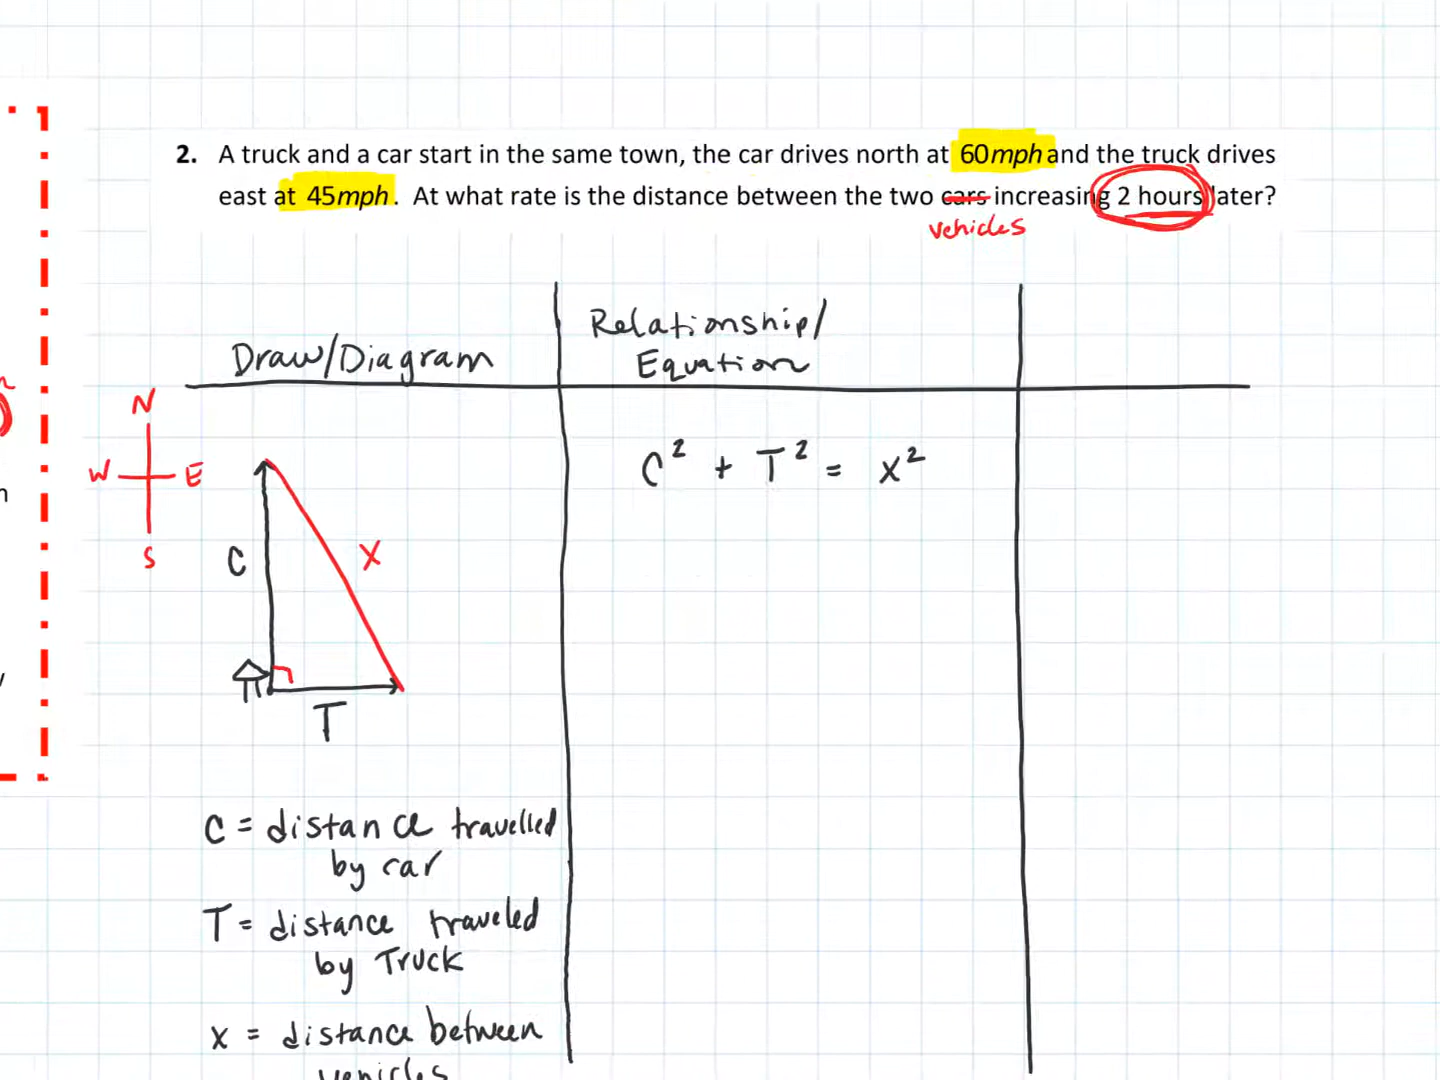 2. A truck and a car start in the same town, the car drives north at 60mph and the truck drives
east at 45mph. At what rate is the distance between the two cars increasing 2 hours later?
vehicles
Relationship/
Draw/Diagram
Equation
N
W E
S
C² + T² = x²
C
x
T
C = distance travelled
by car
T = distance traveled
by Truck
x = distance between
vehicles